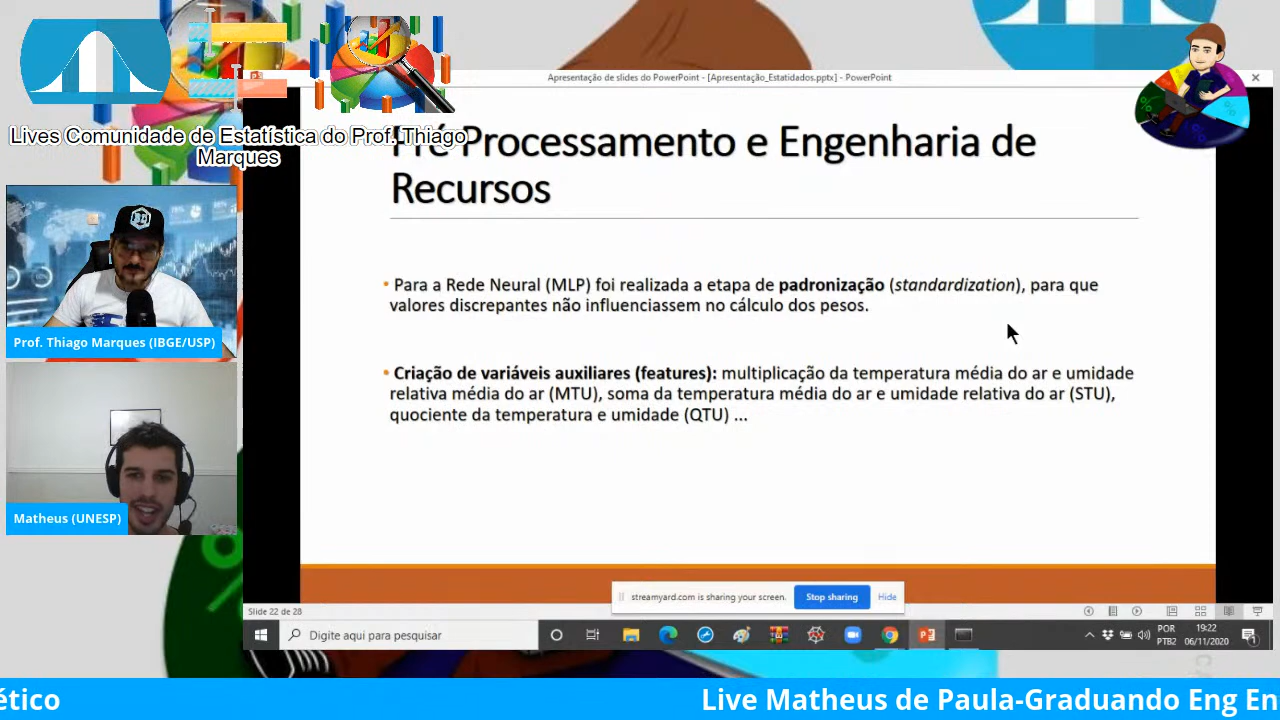 Lives Comunidade de Estatística do Prof. Thiago
Marques
Apresentação de slides do PowerPoint - [Apresentação_Estatidados.pptx] - PowerPoint
Pré Processamento e Engenharia de
Recursos
• Para a Rede Neural (MLP) foi realizada a etapa de padronização (standardization), para que
valores discrepantes não influenciassem no cálculo dos pesos.
• Criação de variáveis auxiliares (features): multiplicação da temperatura média do ar e umidade
relativa média do ar (MTU), soma da temperatura média do ar e umidade relativa do ar (STU),
quociente da temperatura e umidade (QTU) ...
Prof. Thiago Marques (IBGE/USP)
Matheus (UNESP)
streamyard.com is sharing your screen.
Stop sharing
Hide
Slide 22 de 28
Digite aqui para pesquisar
POR
PTB2
19:22
06/11/2020
ético
Live Matheus de Paula-Graduando Eng En